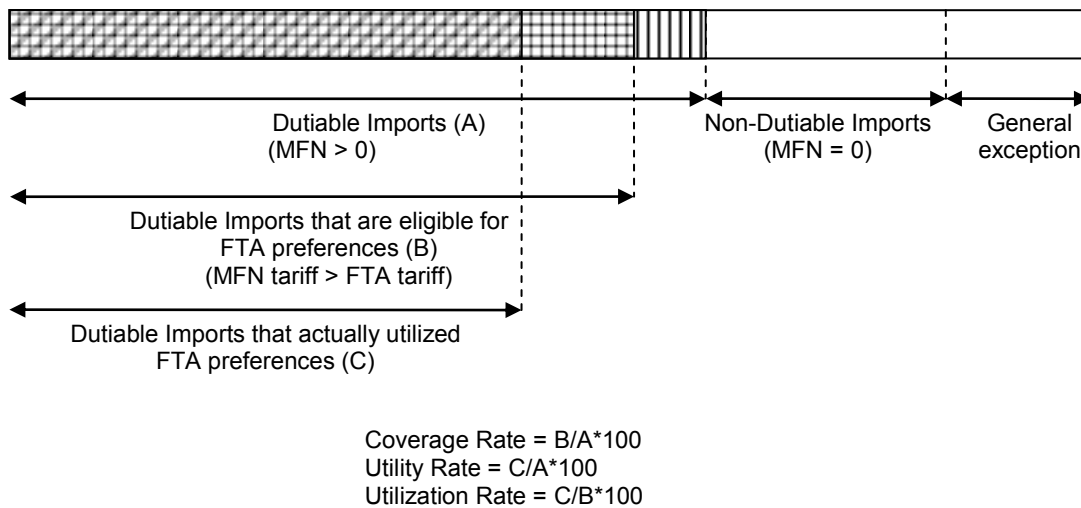 Dutiable Imports (A)
(MFN > 0)
Non-Dutiable Imports
(MFN = 0)
General
exception
Dutiable Imports that are eligible for
FTA preferences (B)
(MFN tariff > FTA tariff)
Dutiable Imports that actually utilized
FTA preferences (C)
Coverage Rate = B/A*100
Utility Rate = C/A*100
Utilization Rate = C/B*100